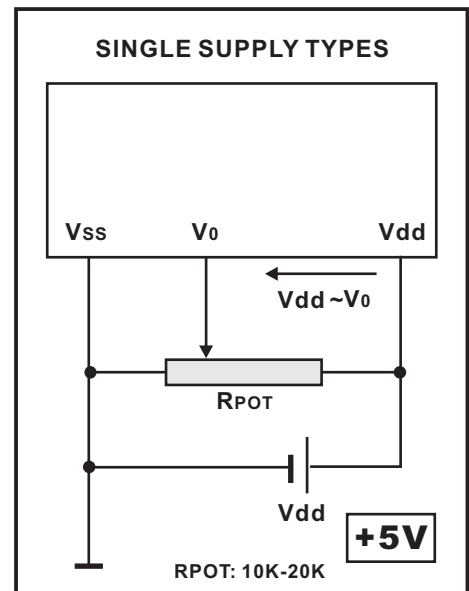 SINGLE SUPPLY TYPES
Vss V0 Vdd
Vdd ~V0
RPOT
Vdd
+5V
RPOT: 10K-20K